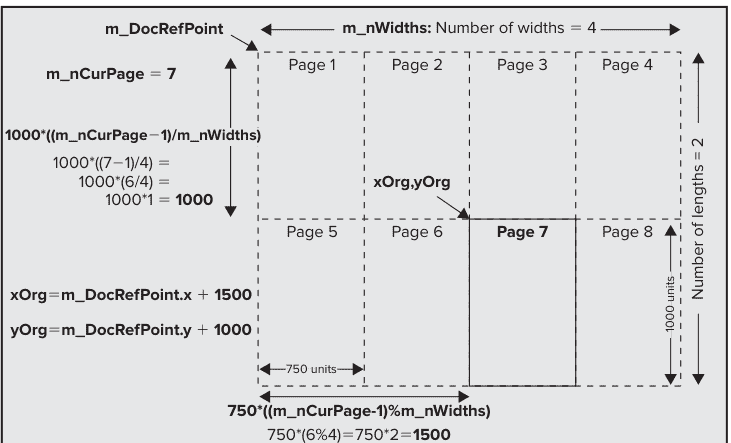 m_DocRefPoint
m_nWidths: Number of widths = 4
m_nCurPage = 7
Page 1
Page 2
Page 3
Page 4
1000*((m_nCurPage−1)/m_nWidths)
1000*((7−1)/4) =
1000*(6/4) =
1000*1 = 1000
xOrg,yOrg
Number of lengths = 2
Page 5
Page 6
Page 7
Page 8
xOrg=m_DocRefPoint.x + 1500
yOrg=m_DocRefPoint.y + 1000
1000 units
750 units
750*((m_nCurPage-1)%m_nWidths)
750*(6%4)=750*2=1500